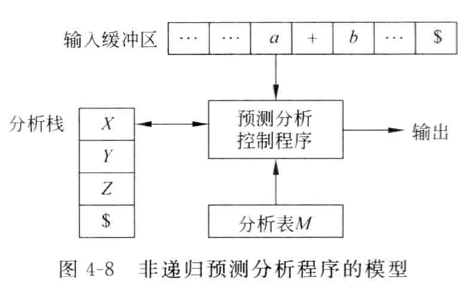 输入缓冲区 … … a + b … $
分析栈 X
Y
Z
$
预测分析
控制程序
输出
分析表M
图 4-8 非递归预测分析程序的模型